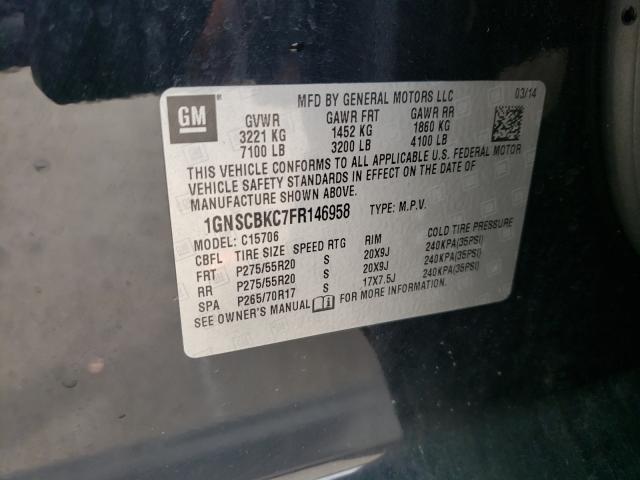 GM
MFD BY GENERAL MOTORS LLC 03/14
GVWR GAWR FRT GAWR RR
3221 KG 1452 KG 1860 KG
7100 LB 3200 LB 4100 LB
THIS VEHICLE CONFORMS TO ALL APPLICABLE U.S. FEDERAL MOTOR
VEHICLE SAFETY STANDARDS IN EFFECT ON THE DATE OF
MANUFACTURE SHOWN ABOVE.
1GNSCBKC7FR146958 TYPE: M.P.V.
MODEL: C15706
CBFL TIRE SIZE SPEED RTG RIM COLD TIRE PRESSURE
FRT P275/55R20 S 20X9J 240KPA(35PSI)
RR P275/55R20 S 20X9J 240KPA(35PSI)
SPA P265/70R17 S 17X7.5J 240KPA(35PSI)
SEE OWNER'S MANUAL FOR MORE INFORMATION.